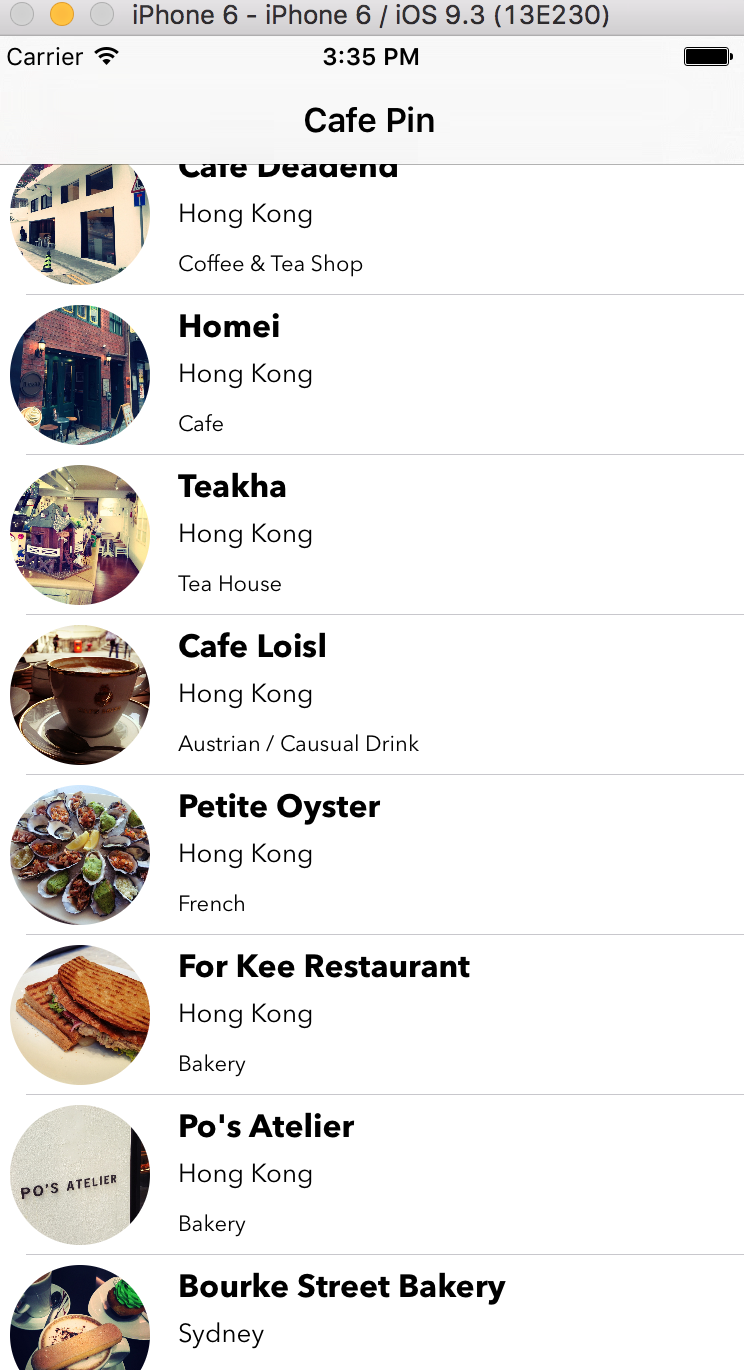 iPhone 6 - iPhone 6 / iOS 9.3 (13E230)
Carrier 3:35 PM
Cafe Pin
Cafe Deadend
Hong Kong
Coffee & Tea Shop
Homei
Hong Kong
Cafe
Teakha
Hong Kong
Tea House
Cafe Loisl
Hong Kong
Austrian / Causual Drink
Petite Oyster
Hong Kong
French
For Kee Restaurant
Hong Kong
Bakery
Po's Atelier
Hong Kong
Bakery
PO'S ATELIER
Bourke Street Bakery
Sydney